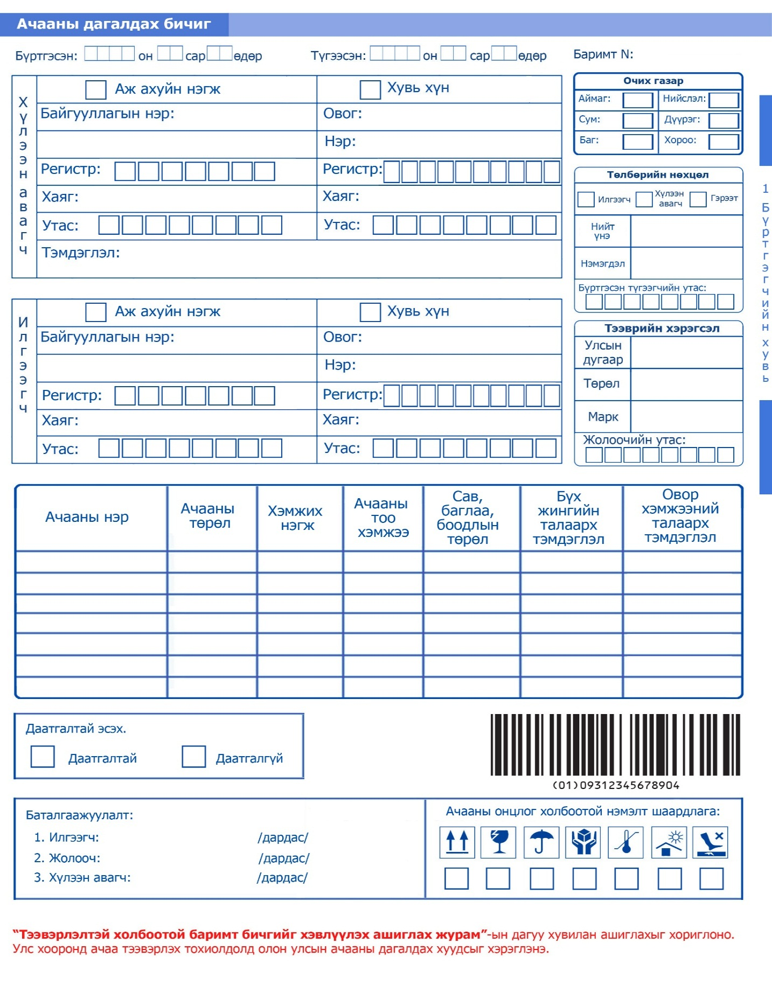 Ачааны дагалдах бичиг
Бүртгэсэн: он сар өдөр Түгээсэн: он сар өдөр Баримт N:
Хүлээн авагч
Аж ахуйн нэгж Хувь хүн
Байгууллагын нэр: Овог:
Нэр:
Регистр: Регистр:
Хаяг: Хаяг:
Утас: Утас:
Тэмдэглэл:
Очих газар
Аймаг: Нийслэл:
Сум: Дүүрэг:
Баг: Хороо:
Төлбөрийн нөхцөл
Илгээгч Хүлээн авагч Гэрээт
Нийт
үнэ
Нэмэгдэл
Бүртгэсэн түгээгчийн утас:
Илгээгч
Аж ахуйн нэгж Хувь хүн
Байгууллагын нэр: Овог:
Нэр:
Регистр: Регистр:
Хаяг: Хаяг:
Утас: Утас:
Тээврийн хэрэгсэл
Улсын
дугаар
Төрөл
Марк
Жолоочийн утас:
1 Бүртгэгчийн хувь
Ачааны нэр
Ачааны
төрөл
Хэмжих
нэгж
Ачааны
тоо
хэмжээ
Сав,
баглаа,
боодлын
төрөл
Бүх
жингийн
талаарх
тэмдэглэл
Овор
хэмжээний
талаарх
тэмдэглэл
Даатгалтай эсэх.
Даатгалтай Даатгалгүй
(01)09312345678904
Баталгаажуулалт:
1. Илгээгч: /дардас/
2. Жолооч: /дардас/
3. Хүлээн авагч: /дардас/
Ачааны онцлог холбоотой нэмэлт шаардлага:
“Тээвэрлэлтэй холбоотой баримт бичгийг хэвлүүлэх ашиглах журам”-ын дагуу хувилан ашиглахыг хориглоно.
Улс хооронд ачаа тээвэрлэх тохиолдолд олон улсын ачааны дагалдах хуудсыг хэрэглэнэ.